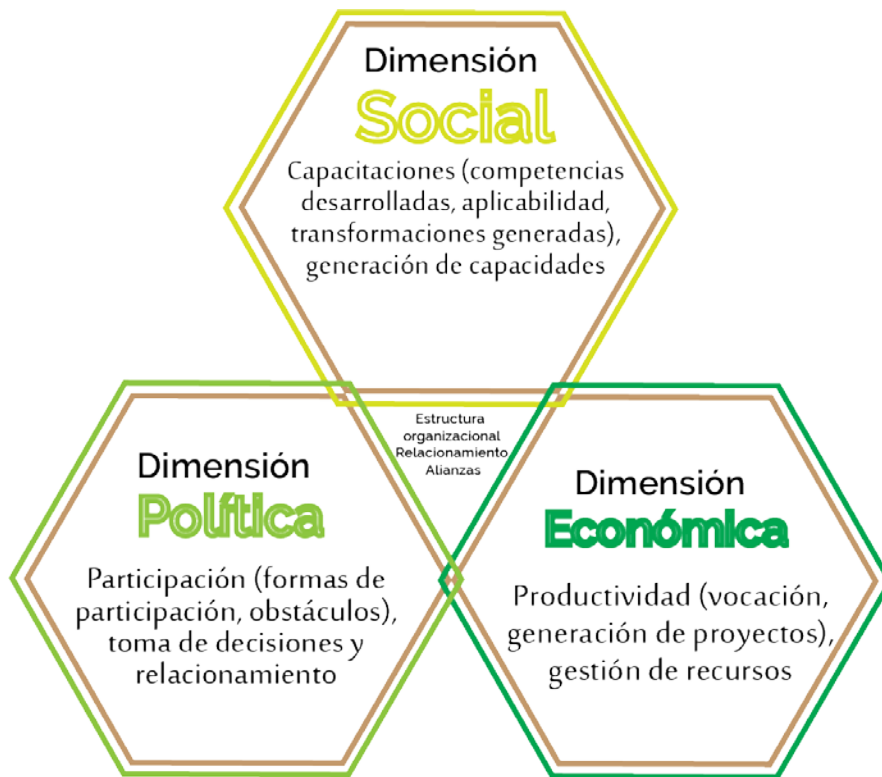 Dimensión
Social
Capacitaciones (competencias
desarrolladas, aplicabilidad,
transformaciones generadas),
generación de capacidades
Estructura
organizacional
Relacionamiento
Alianzas
Dimensión
Política
Participación (formas de
participación, obstáculos),
toma de decisiones y
relacionamiento
Dimensión
Económica
Productividad (vocación,
generación de proyectos),
gestión de recursos